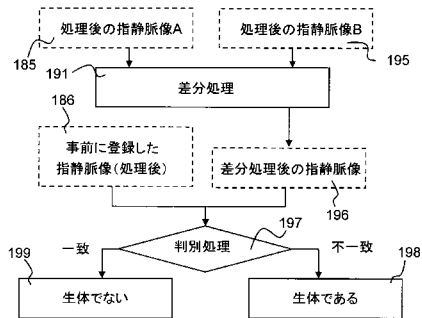 処理後の指静脈像A
処理後の指静脈像B
185
191
195
差分処理
186
事前に登録した
指静脈像(処理後)
差分処理後の指静脈像
196
197
一致
判別処理
不一致
199
198
生体でない
生体である